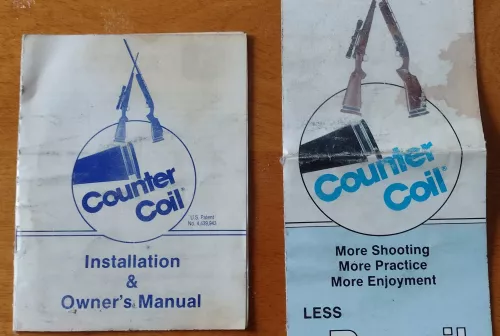 Counter
Coil®
U.S. Patent
No. 4,439,943
Installation
&
Owner's Manual
Counter
Coil®
More Shooting
More Practice
More Enjoyment
LESS